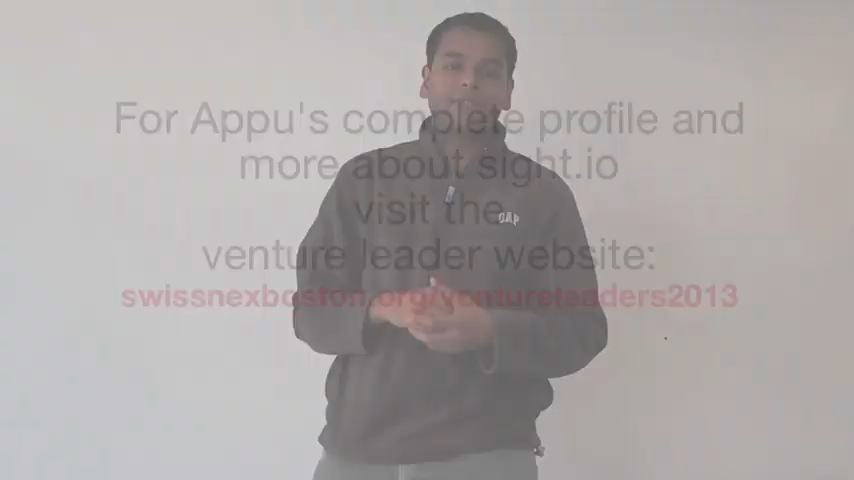 For Appu's complete profile and
more about sight.io
visit the
GAP
venture leader website:
swissnexboston.org/ventureleaders2013